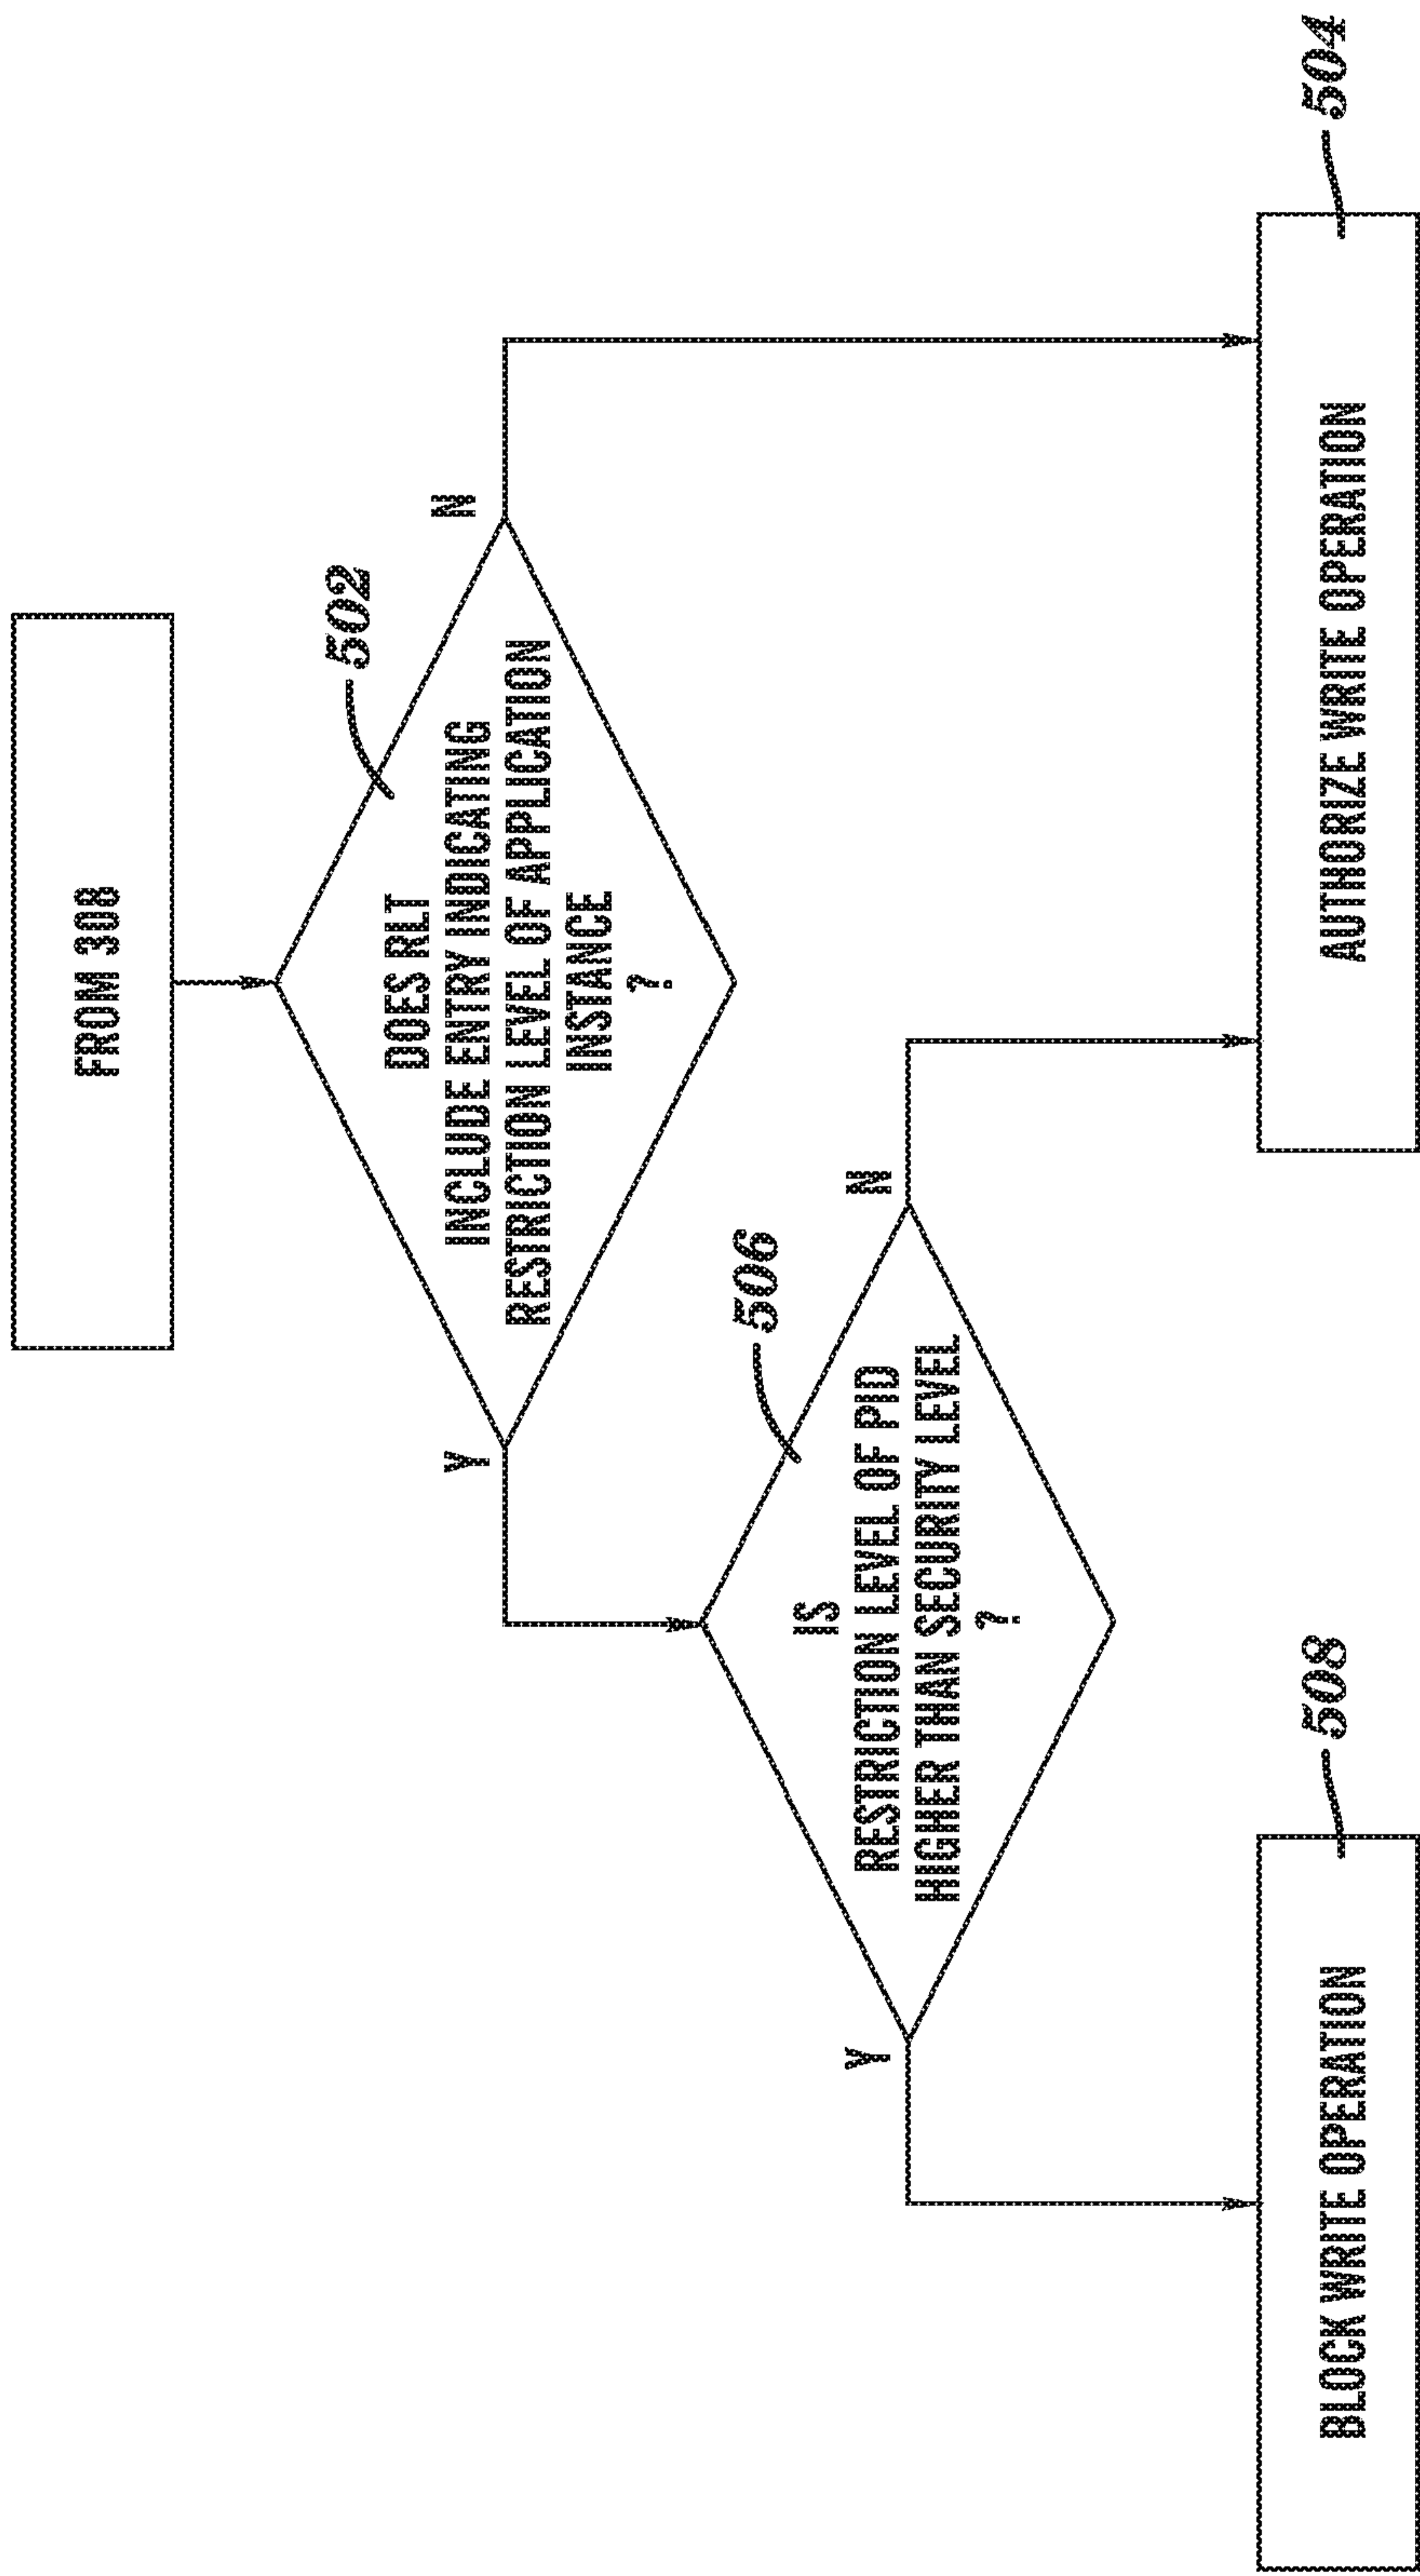 FROM 308
502
DOES RLT
INCLUDE ENTRY INDICATING
RESTRICTION LEVEL OF APPLICATION
INSTANCE
?
Y
N
506
IS
RESTRICTION LEVEL OF PID
HIGHER THAN SECURITY LEVEL
?
Y
N
508
BLOCK WRITE OPERATION
504
AUTHORIZE WRITE OPERATION